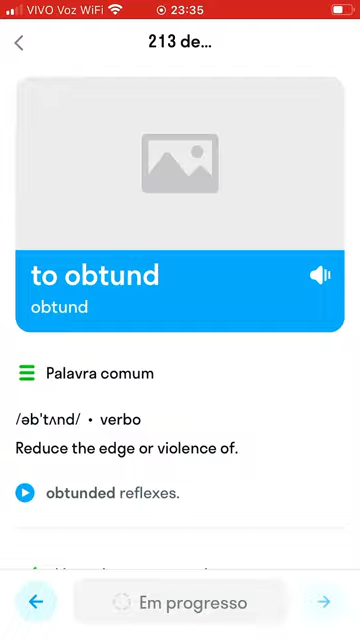 VIVO Voz WiFi 23:35
213 de...
to obtund
obtund
Palavra comum
/əb'tʌnd/ • verbo
Reduce the edge or violence of.
obtunded reflexes.
Em progresso